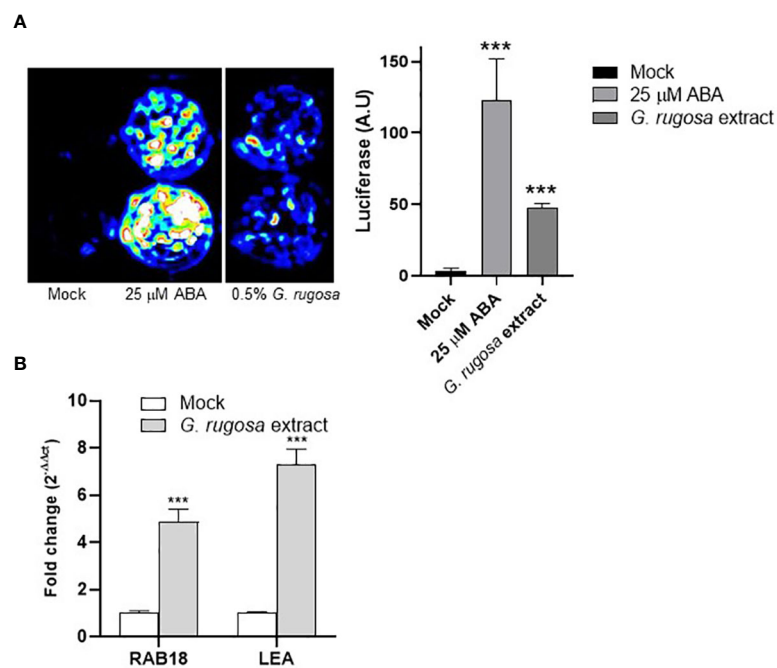 A
Mock
25 μM ABA
0.5% G. rugosa
Luciferase (A.U)
150
100
50
0
***
***
Mock
25 μM ABA
G. rugosa extract
Mock
25 μM ABA
G. rugosa extract
B
Fold change (2^-ΔΔct)
10
8
6
4
2
0
Mock
G. rugosa extract
***
***
RAB18
LEA